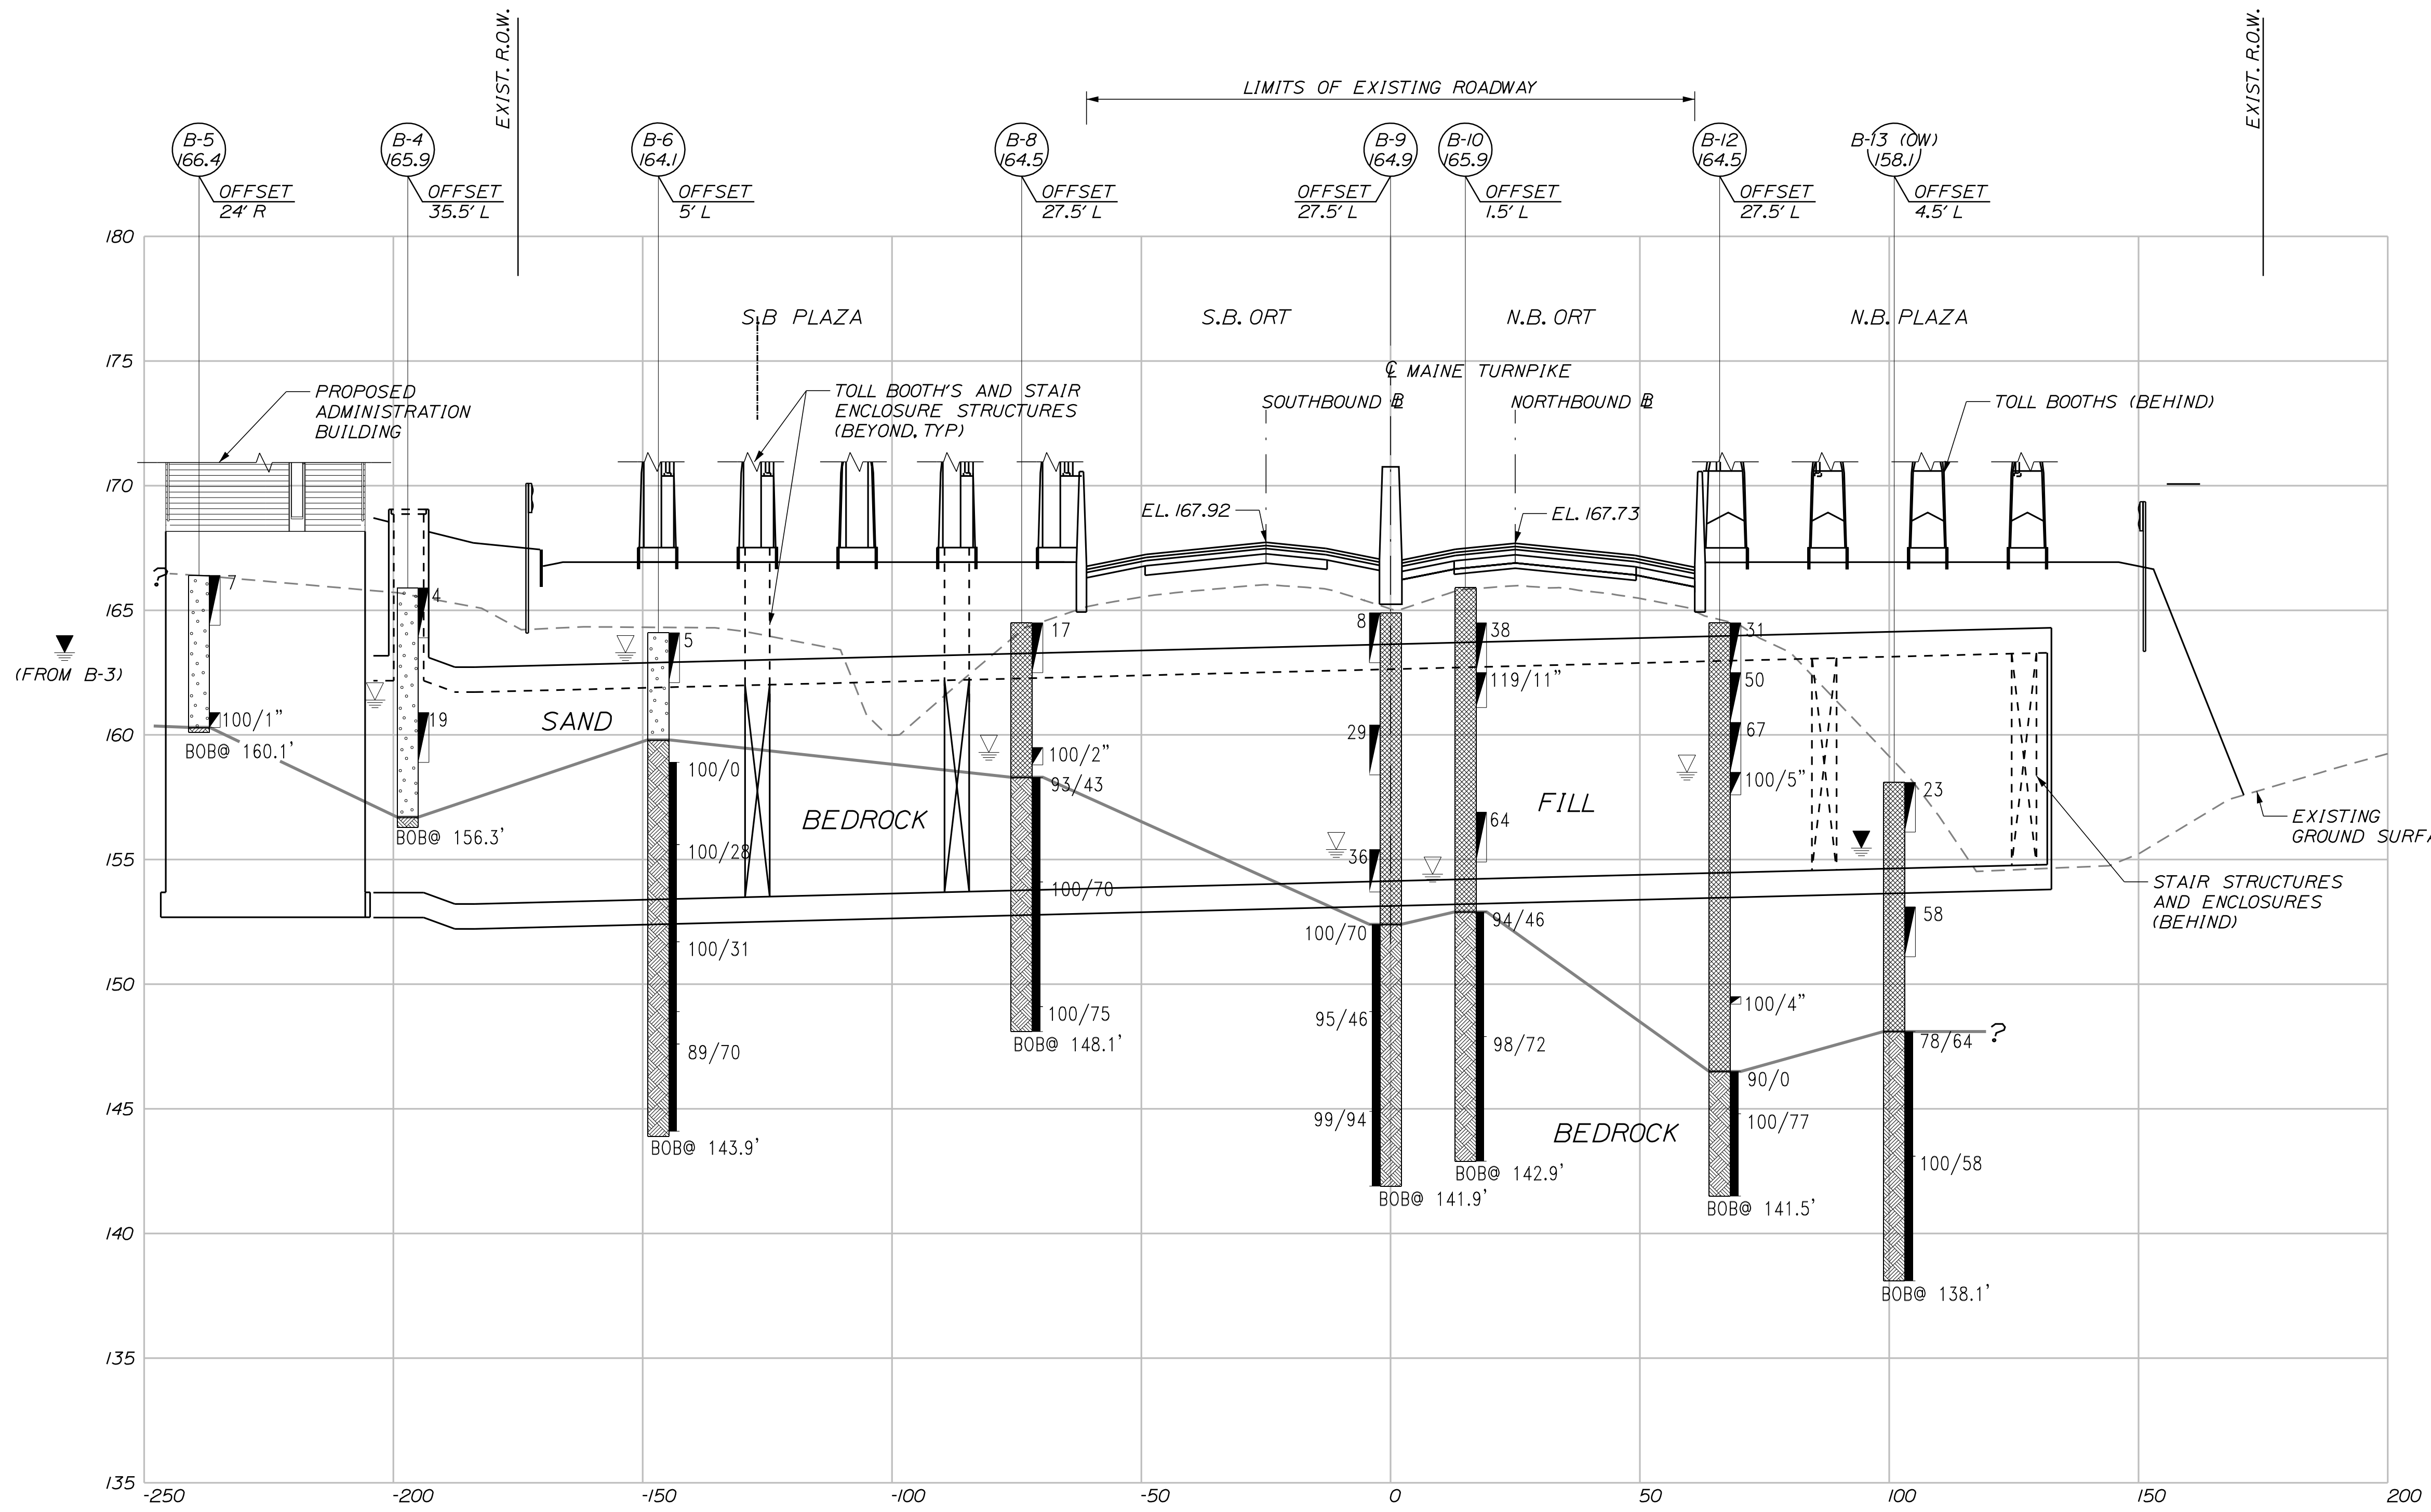 EXIST. R.O.W.
EXIST. R.O.W.
LIMITS OF EXISTING ROADWAY
B-5
166.4
OFFSET
24' R
B-4
165.9
OFFSET
35.5' L
B-6
164.1
OFFSET
5' L
B-8
164.5
OFFSET
27.5' L
B-9
164.9
OFFSET
27.5' L
B-10
165.9
OFFSET
1.5' L
B-12
164.5
OFFSET
27.5' L
B-13 (OW)
158.1
OFFSET
4.5' L
180
S.B PLAZA
S.B. ORT
N.B. ORT
N.B. PLAZA
175
℄ MAINE TURNPIKE
PROPOSED
ADMINISTRATION
BUILDING
TOLL BOOTH'S AND STAIR
ENCLOSURE STRUCTURES
(BEYOND, TYP)
SOUTHBOUND BL
NORTHBOUND BL
TOLL BOOTHS (BEHIND)
170
EL. 167.92
EL. 167.73
?
7
4
165
5
17
8
38
31
(FROM B-3)
119/11"
50
100/1"
19
SAND
29
67
160
BOB@ 160.1'
100/2"
100/0
93/43
100/5"
23
FILL
BEDROCK
64
EXISTING
GROUND SURFA
BOB@ 156.3'
155
100/28
36
100/70
STAIR STRUCTURES
AND ENCLOSURES
(BEHIND)
58
100/31
100/70
94/46
150
100/75
95/46
100/4"
BOB@ 148.1'
89/70
98/72
78/64
?
90/0
145
99/94
100/77
BEDROCK
BOB@ 143.9'
100/58
BOB@ 142.9'
BOB@ 141.9'
BOB@ 141.5'
140
BOB@ 138.1'
135
135
-250
-200
-150
-100
-50
0
50
100
150
200